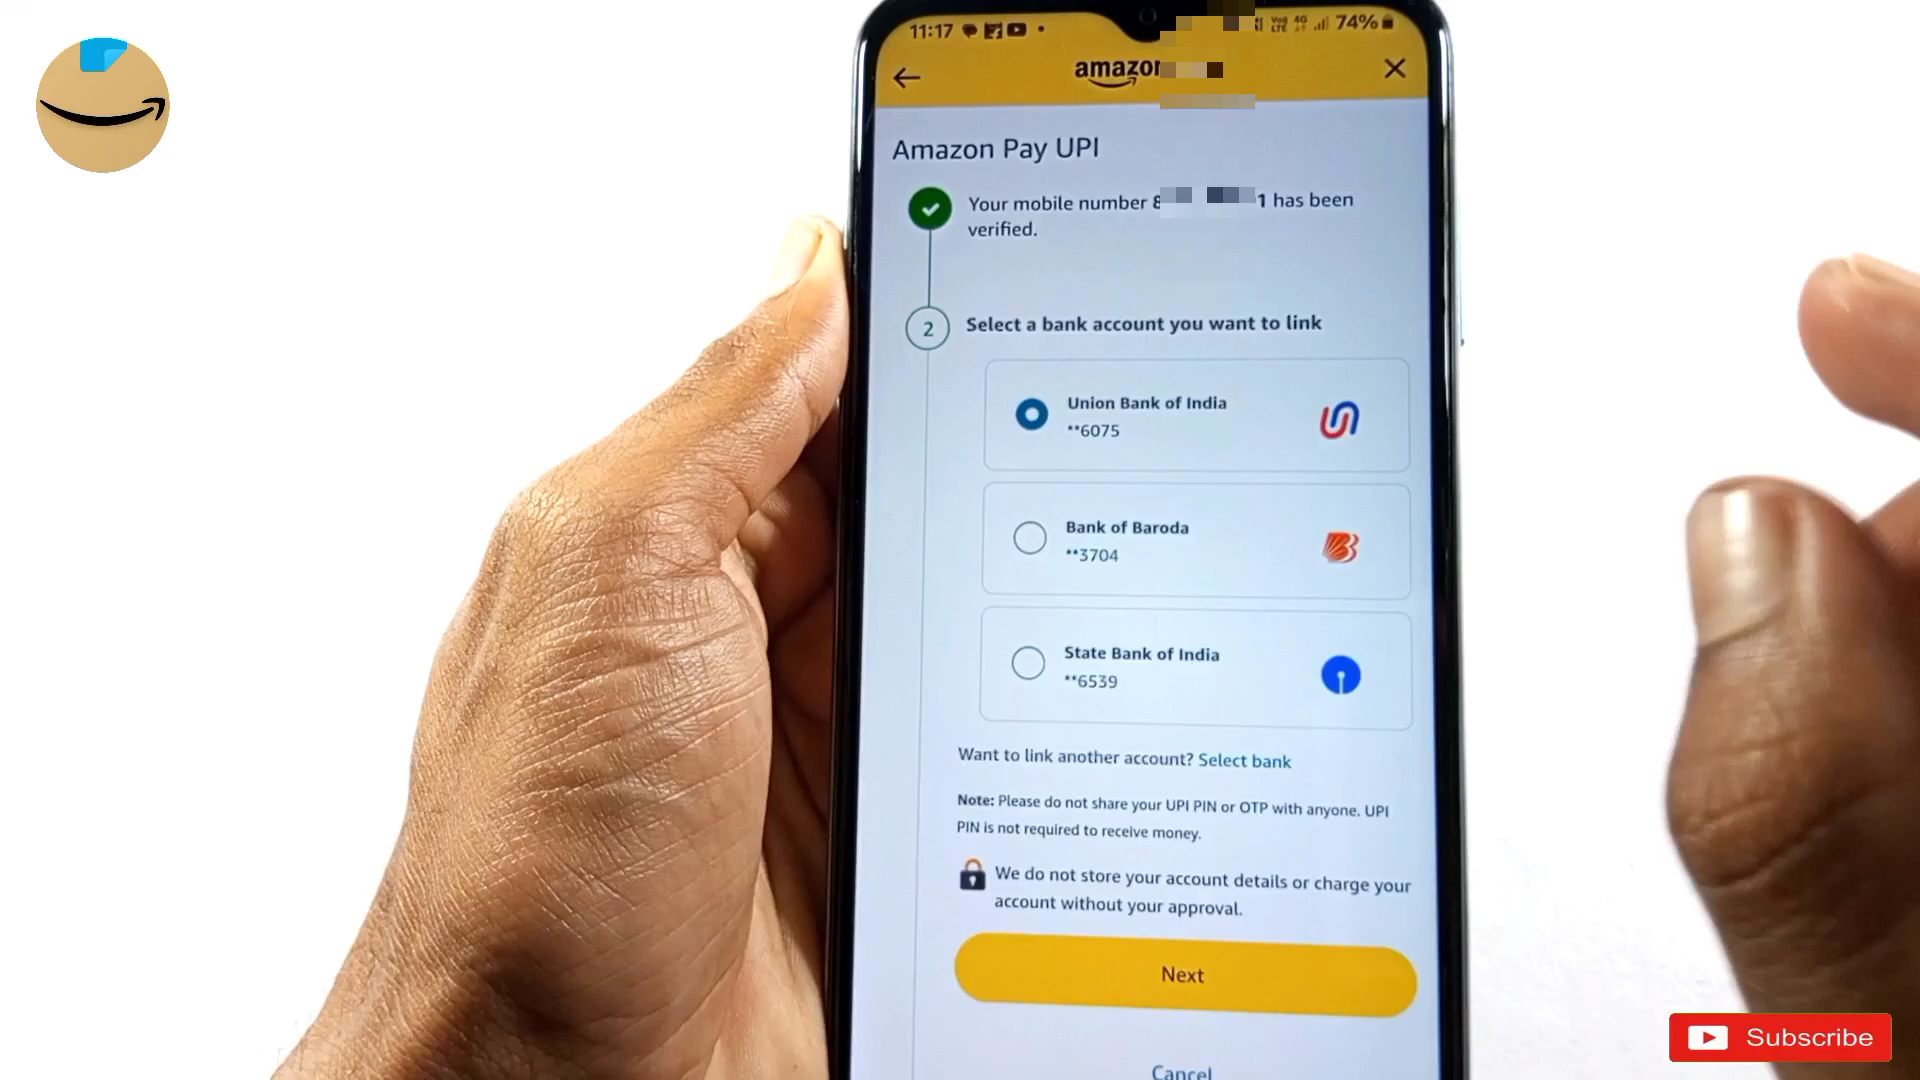 11:17
74%
amazon
Amazon Pay UPI
Your mobile number 8 1 has been
verified.
2
Select a bank account you want to link
Union Bank of India
**6075
Bank of Baroda
**3704
State Bank of India
**6539
Want to link another account? Select bank
Note: Please do not share your UPI PIN or OTP with anyone. UPI
PIN is not required to receive money.
We do not store your account details or charge your
account without your approval.
Next
Cancel
Subscribe